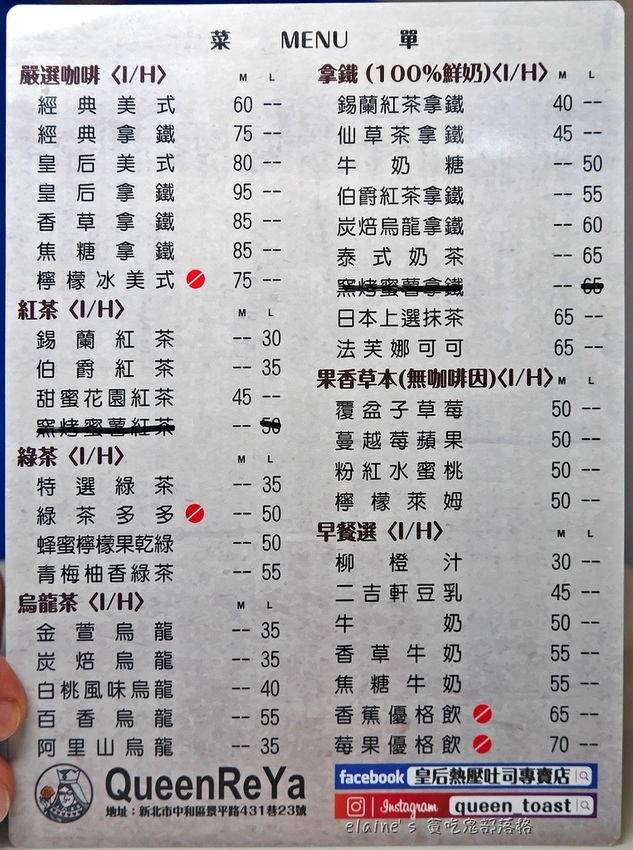 菜 MENU 單
嚴選咖啡〈I/H〉 M L
經典美式 60 --
經典拿鐵 75 --
皇后美式 80 --
皇后拿鐵 95 --
香草拿鐵 85 --
焦糖拿鐵 85 --
檸檬冰美式 75 --
紅茶〈I/H〉 M L
錫蘭紅茶 -- 30
伯爵紅茶 -- 35
甜蜜花園紅茶 45 --
窯烤蜜薯紅茶 -- 50
綠茶〈I/H〉 M L
特選綠茶 -- 35
綠茶多多 -- 50
蜂蜜檸檬果乾綠 -- 50
青梅柚香綠茶 -- 55
烏龍茶〈I/H〉 M L
金萱烏龍 -- 35
炭焙烏龍 -- 35
白桃風味烏龍 -- 40
百香烏龍 -- 55
阿里山烏龍 -- 35
拿鐵(100%鮮奶)〈I/H〉 M L
錫蘭紅茶拿鐵 40 --
仙草茶拿鐵 45 --
牛奶糖 -- 50
伯爵紅茶拿鐵 -- 55
炭焙烏龍拿鐵 -- 60
泰式奶茶 -- 65
窯烤蜜薯拿鐵 -- 65
日本上選抹茶 65 --
法芙娜可可 65 --
果香草本(無咖啡因)〈I/H〉 M L
覆盆子草莓 50 --
蔓越莓蘋果 50 --
粉紅水蜜桃 50 --
檸檬萊姆 50 --
早餐選〈I/H〉 M L
柳橙汁 30 --
二吉軒豆乳 45 --
牛奶 50 --
香草牛奶 55 --
焦糖牛奶 55 --
香蕉優格飲 65 --
莓果優格飲 70 --
QueenReYa
地址：新北市中和區景平路431巷23號
facebook 皇后熱壓吐司專賣店
Instagram queen_toast
elaine's 貪吃鬼部落格